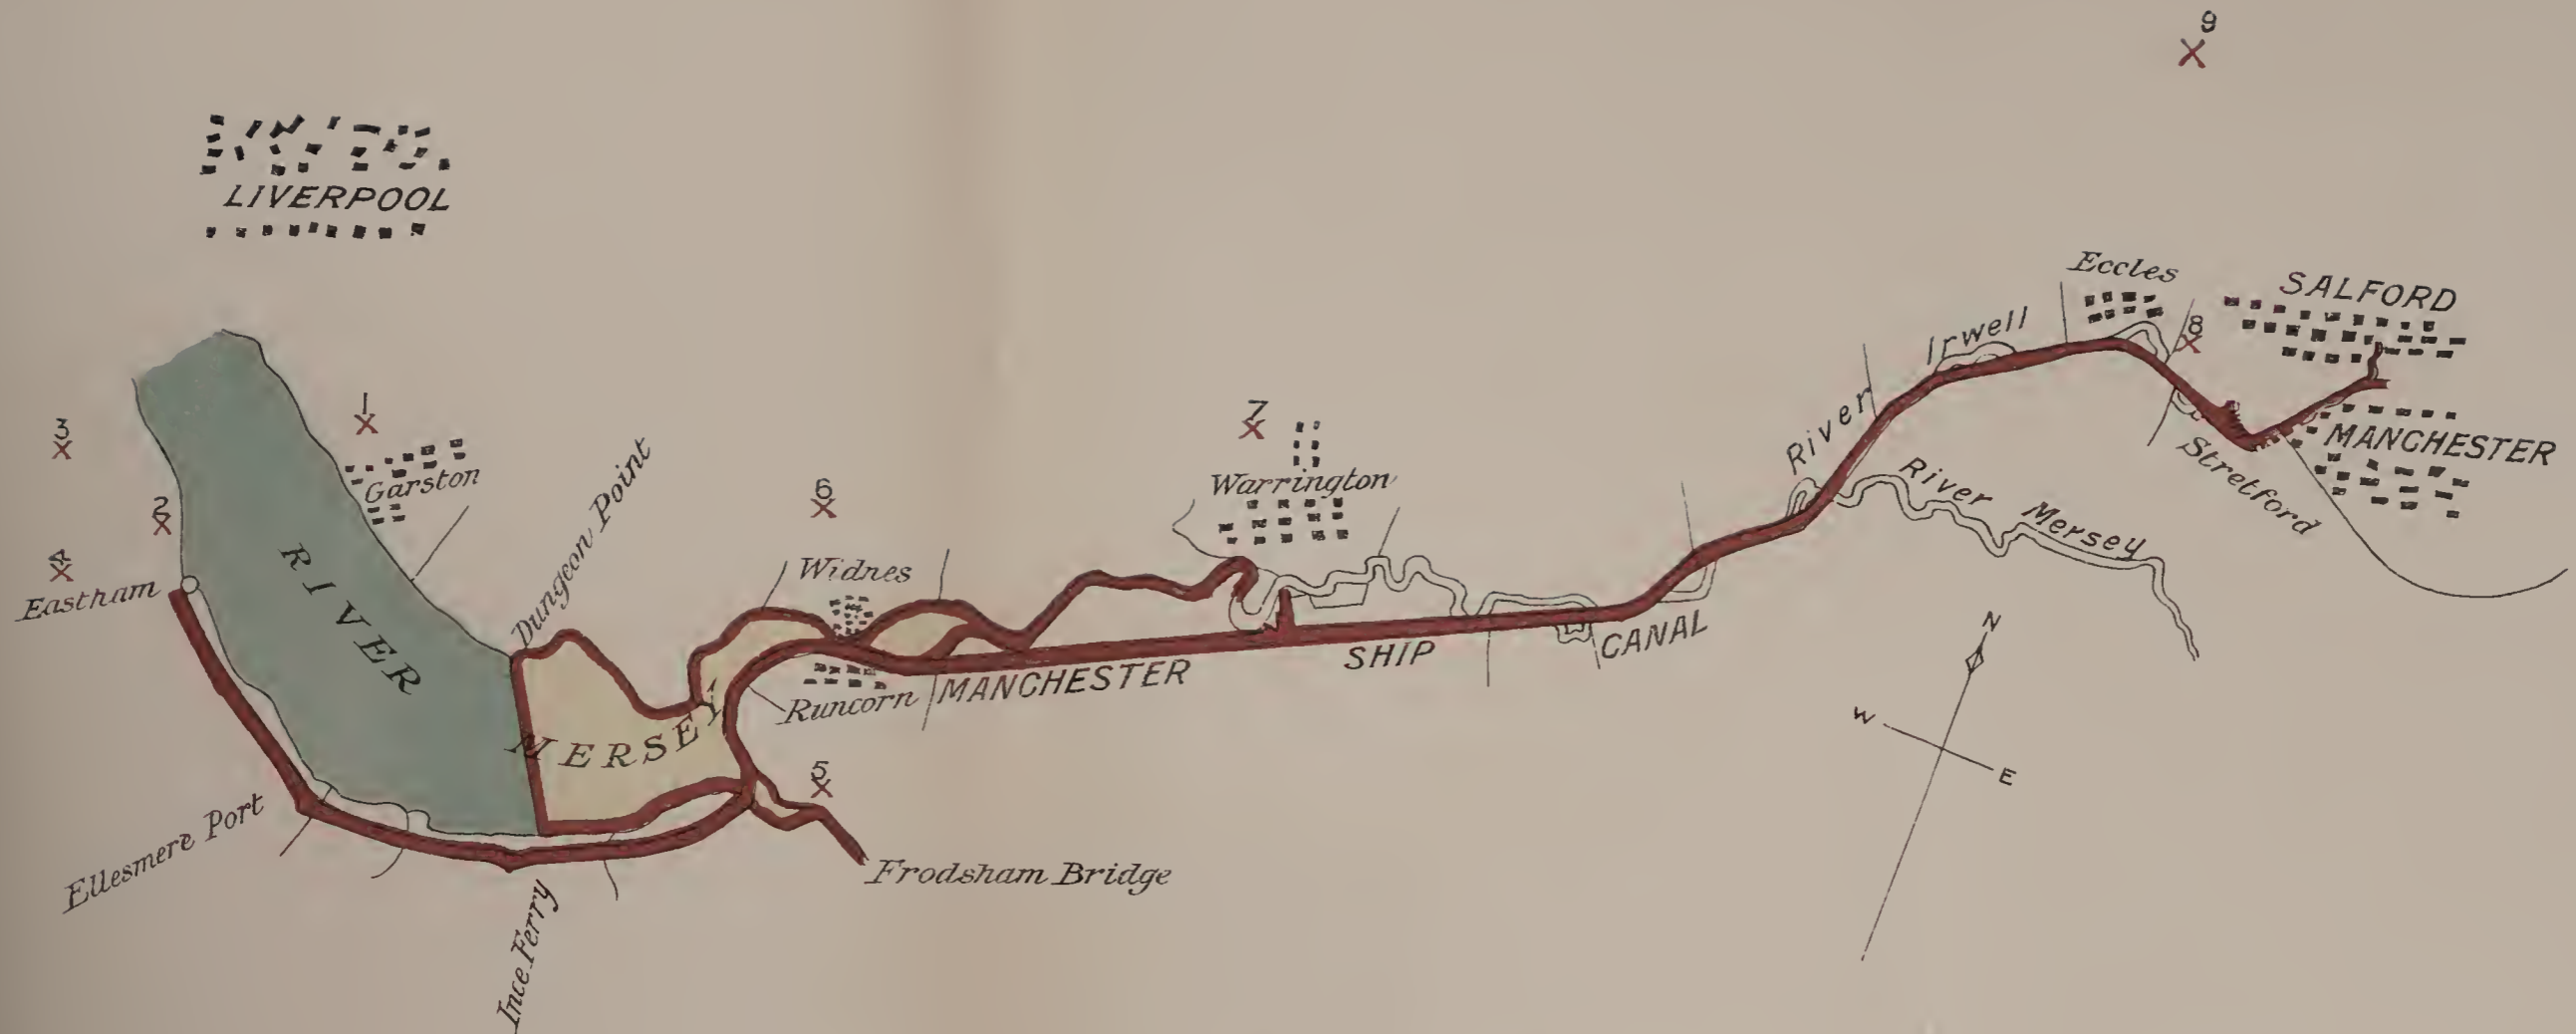 9
LIVERPOOL
Eccles
SALFORD
8
Irwell
River
MANCHESTER
Stretford
1
3
Garston
2
4
Eastham
RIVER
Dungeon Point
6
Widnes
7
Warrington
River Mersey
MERSEY
Runcorn
MANCHESTER SHIP CANAL
5
Ellesmere Port
Frodsham Bridge
Ince Ferry
N
W
E